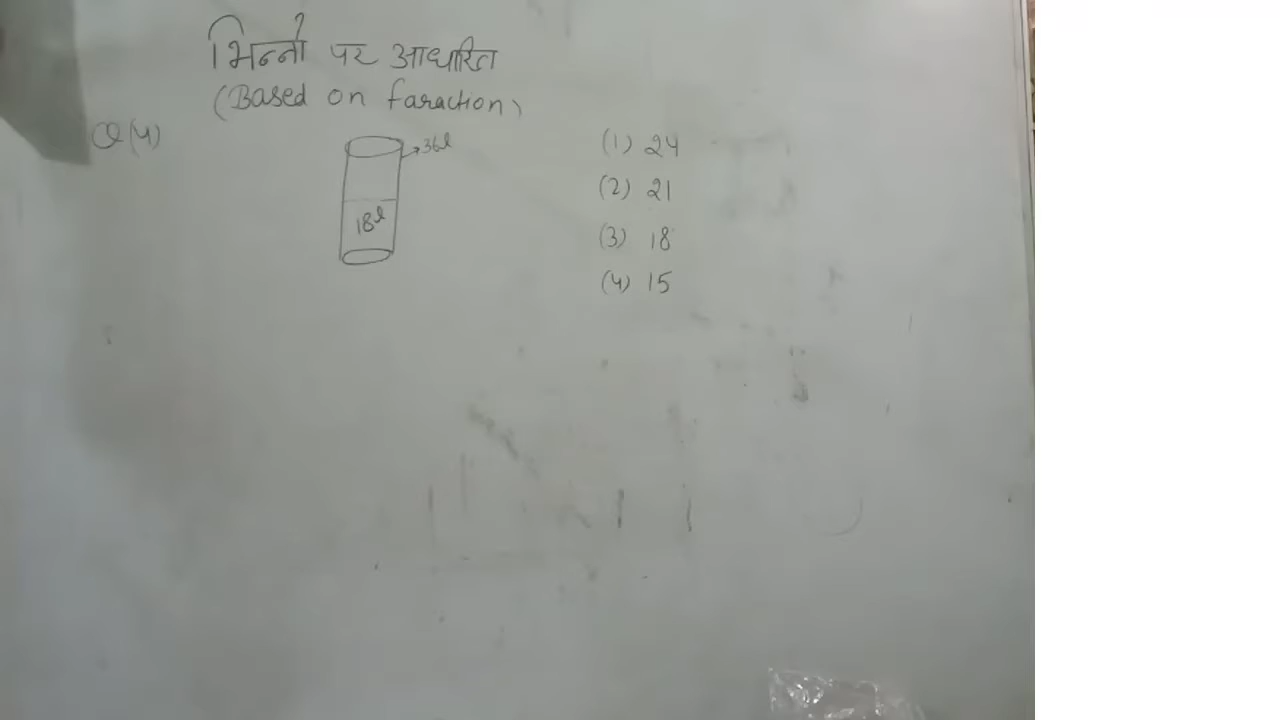 भिन्नों पर आधारित
(Based on faraction)
Q(4)
36l
18l
(1) 24
(2) 21
(3) 18
(4) 15